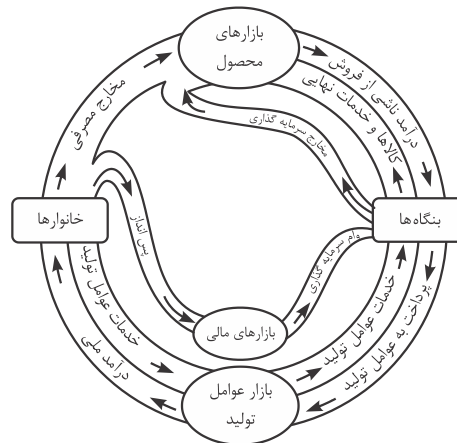 بازارهای
محصول
درآمد ناشی از فروش
کالاها و خدمات نهایی
مخارج مصرفی
مخارج سرمایه گذاری
بنگاه‌ها
خانوارها
پس انداز
وام سرمایه گذاری
بازارهای مالی
خدمات عوامل تولید
پرداخت به عوامل تولید
خدمات عوامل تولید
درآمد ملی
بازار عوامل
تولید